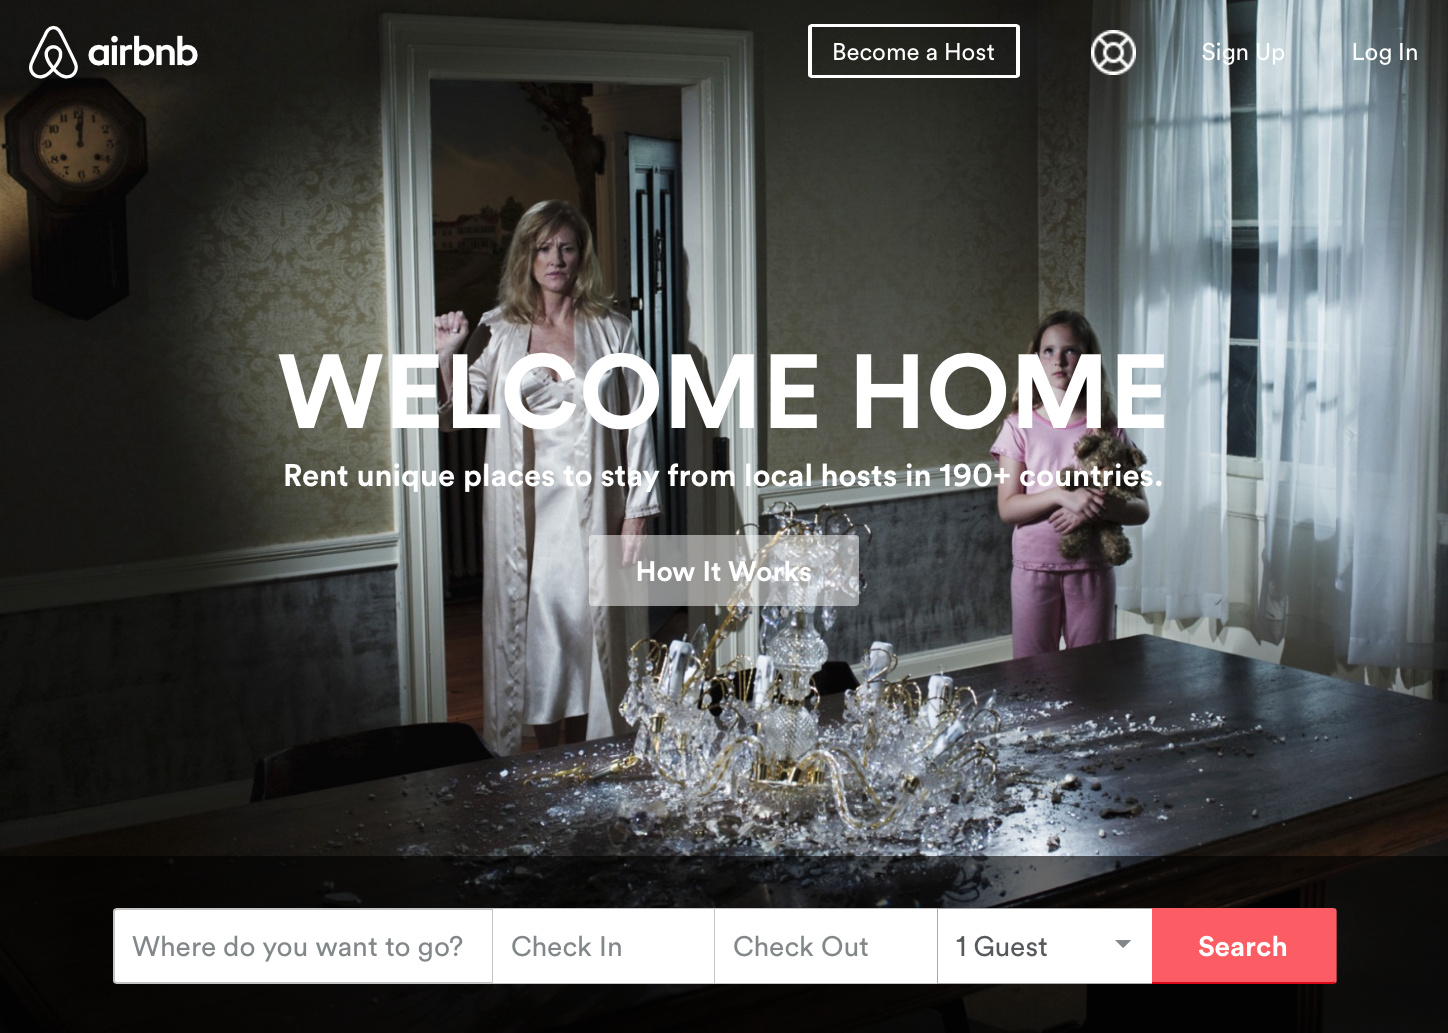 airbnb
Become a Host
Sign Up
Log In
WELCOME HOME
Rent unique places to stay from local hosts in 190+ countries.
How It Works
Where do you want to go?
Check In
Check Out
1 Guest
Search